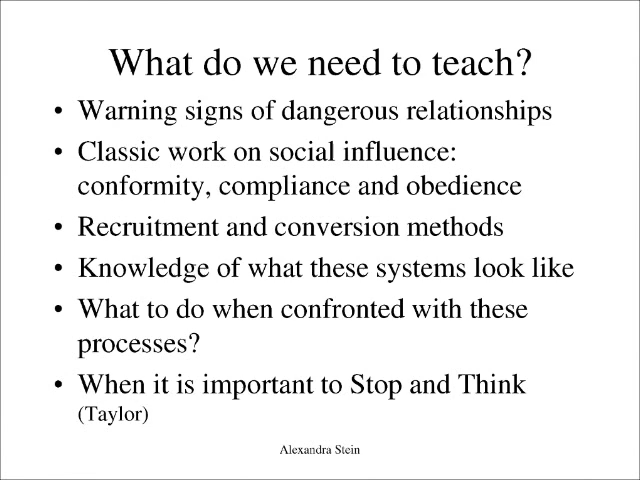 What do we need to teach?
• Warning signs of dangerous relationships
• Classic work on social influence:
conformity, compliance and obedience
• Recruitment and conversion methods
• Knowledge of what these systems look like
• What to do when confronted with these
processes?
• When it is important to Stop and Think
(Taylor)
Alexandra Stein